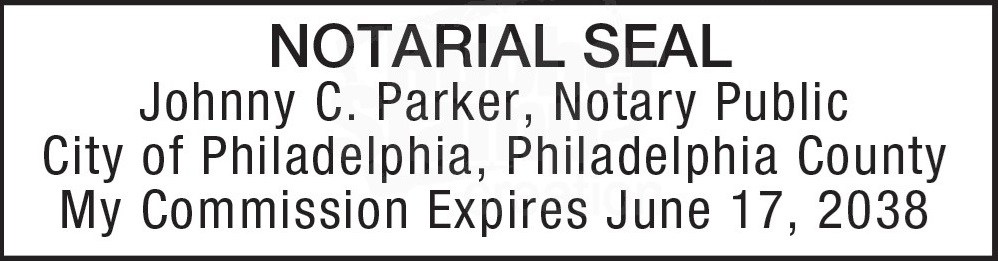 NOTARIAL SEAL
Johnny C. Parker, Notary Public
City of Philadelphia, Philadelphia County
My Commission Expires June 17, 2038